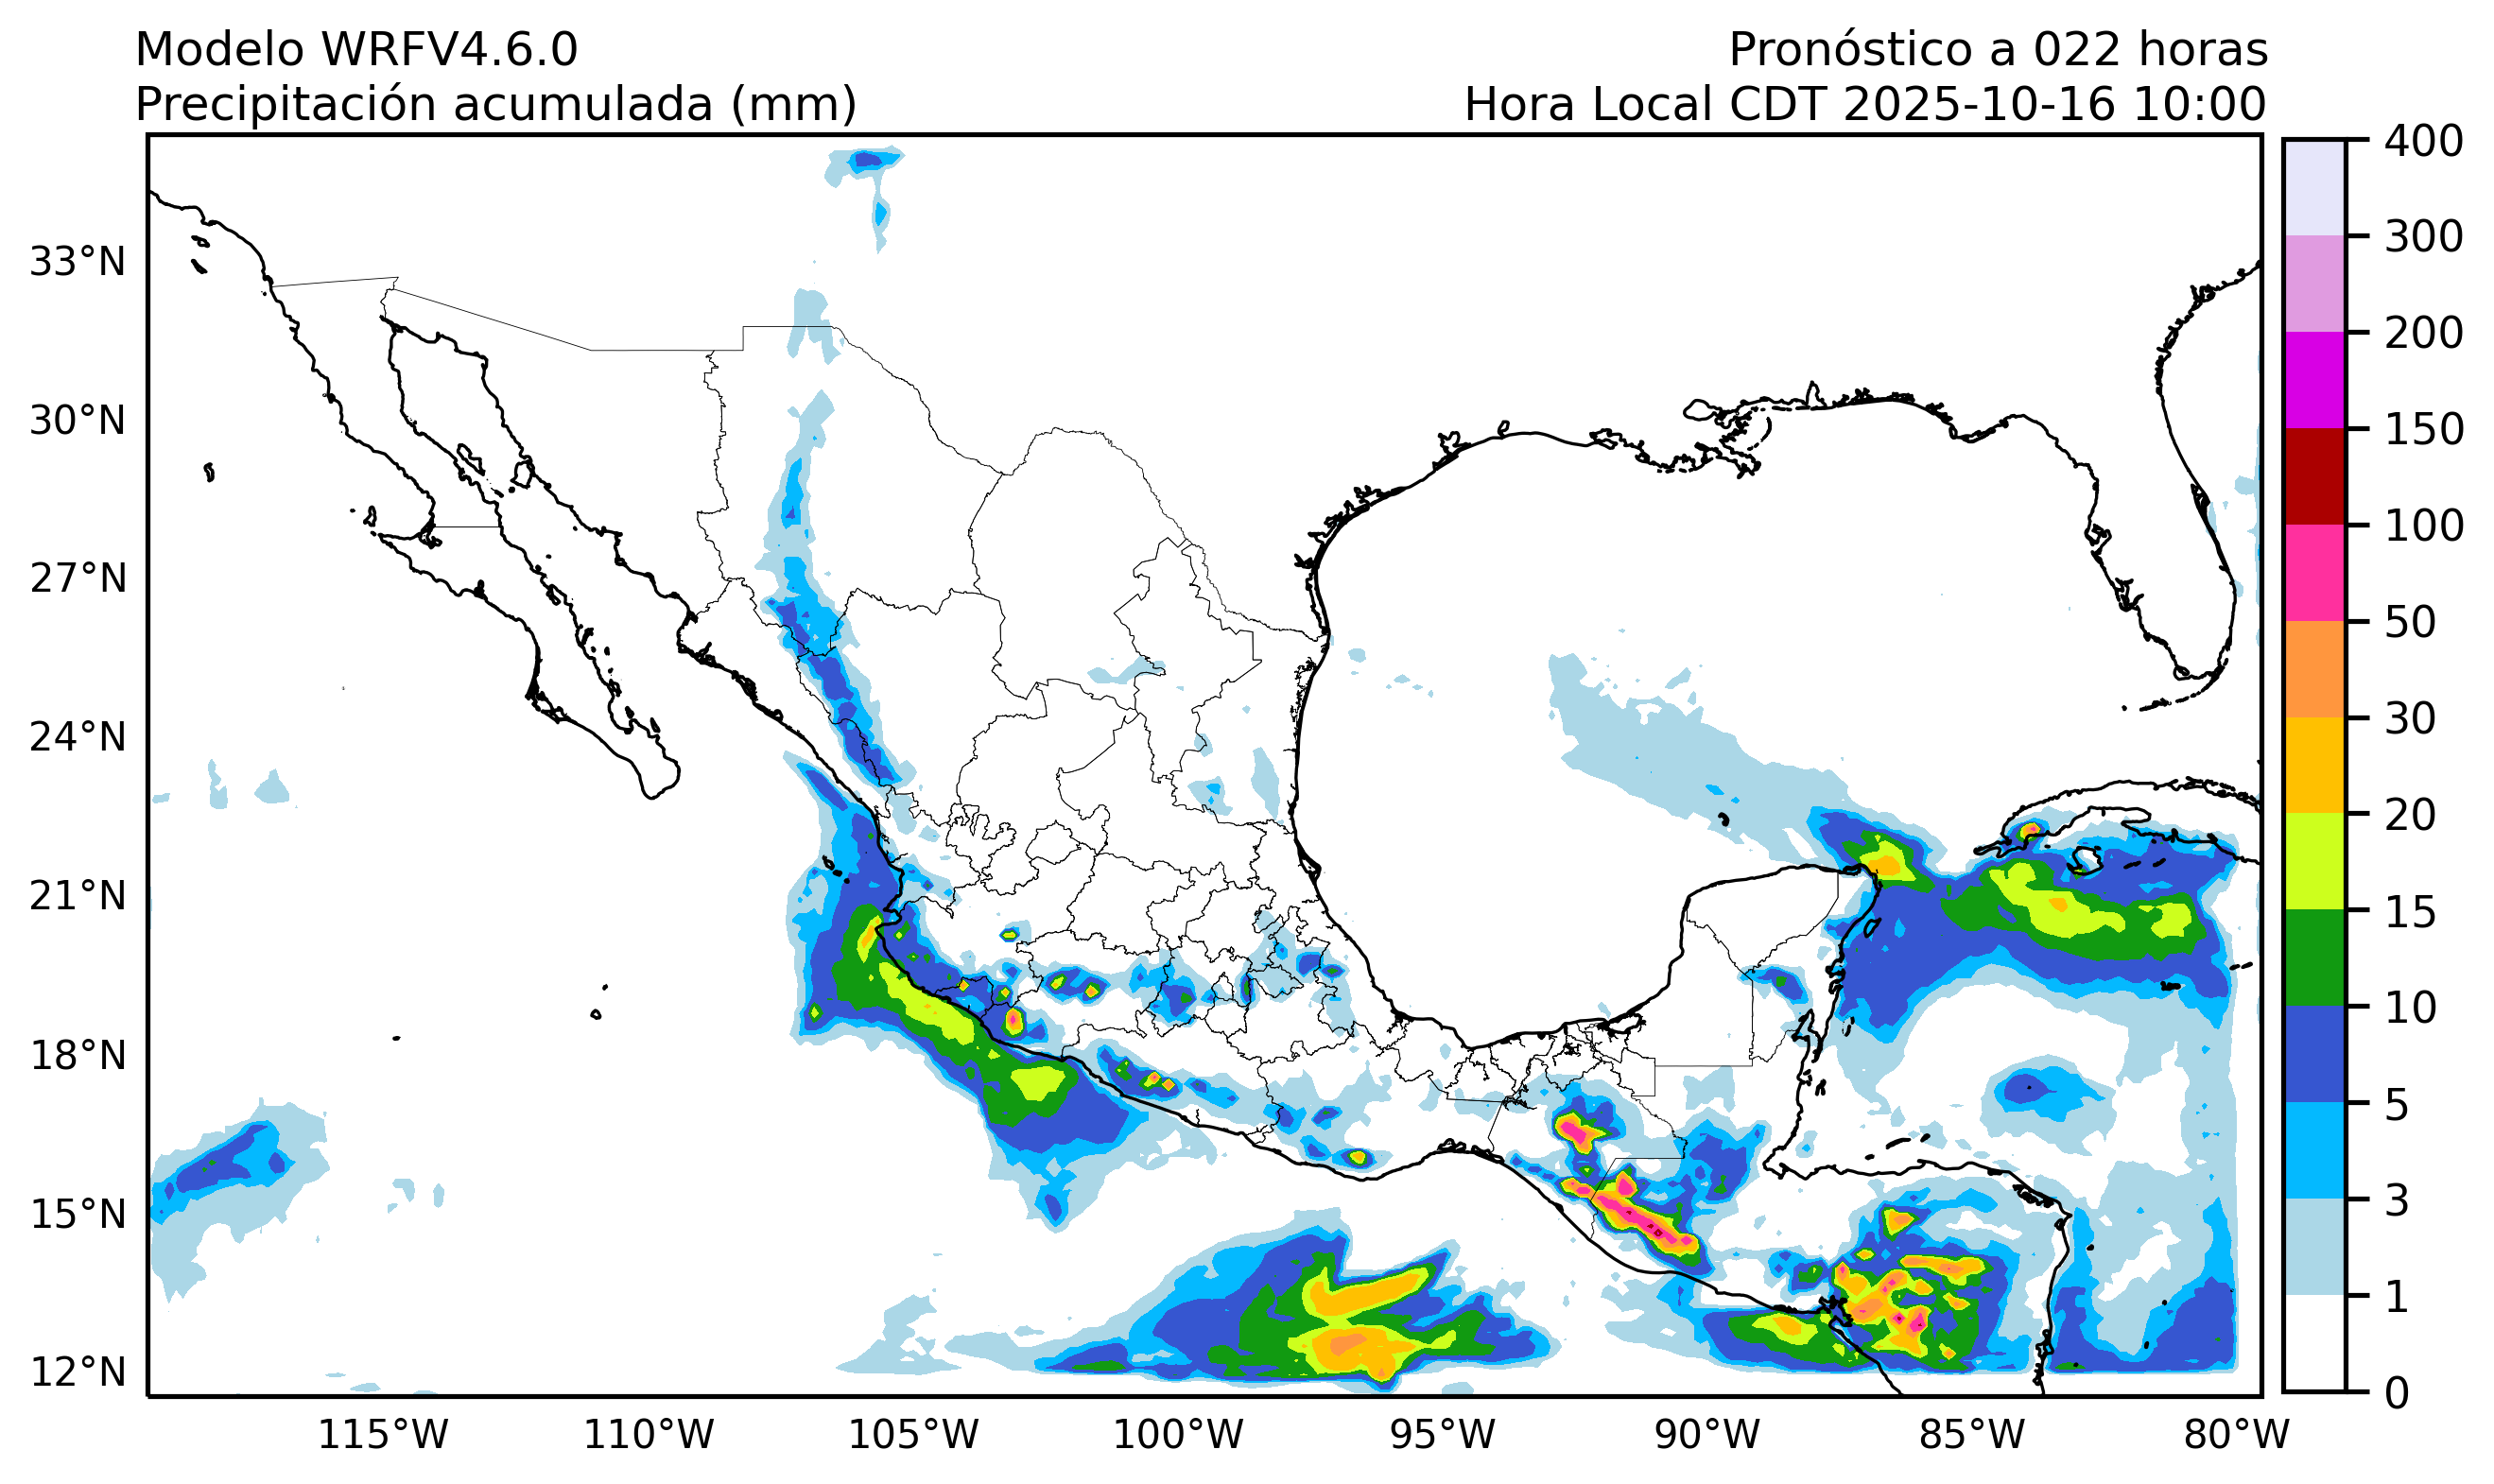 Modelo WRFV4.6.0
Pronóstico a 022 horas
Precipitación acumulada (mm)
Hora Local CDT 2025-10-16 10:00
33°N
30°N
27°N
24°N
21°N
18°N
15°N
12°N
115°W
110°W
105°W
100°W
95°W
90°W
85°W
80°W
400
300
200
150
100
50
30
20
15
10
5
3
1
0